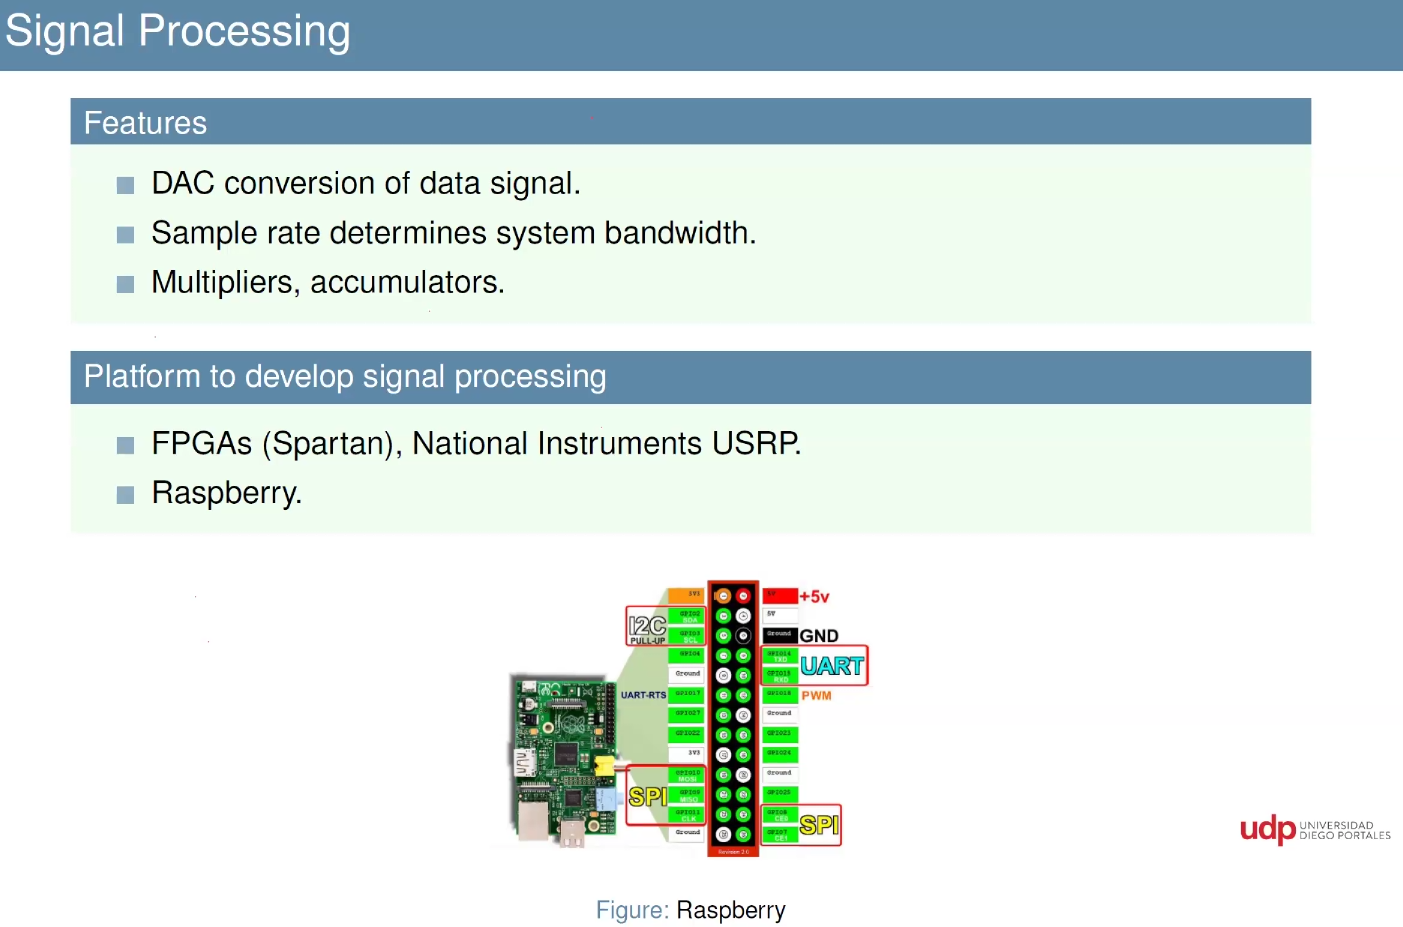 Signal Processing
Features
DAC conversion of data signal.
Sample rate determines system bandwidth.
Multipliers, accumulators.
Platform to develop signal processing
FPGAs (Spartan), National Instruments USRP.
Raspberry.
3V3
5V
+5v
I2C
PULL-UP
GPIO2
SDA
5V
GPIO3
SCL
Ground
GND
GPIO4
GPIO14
TXD
UART
Ground
GPIO15
RXD
UART-RTS
GPIO17
GPIO18
PWM
GPIO27
Ground
GPIO22
GPIO23
3V3
GPIO24
SPI
GPIO10
MOSI
Ground
GPIO9
MISO
GPIO25
GPIO11
CLK
GPIO8
CE0
SPI
Ground
GPIO7
CE1
Revision 2.0
udp UNIVERSIDAD
DIEGO PORTALES
Figure: Raspberry